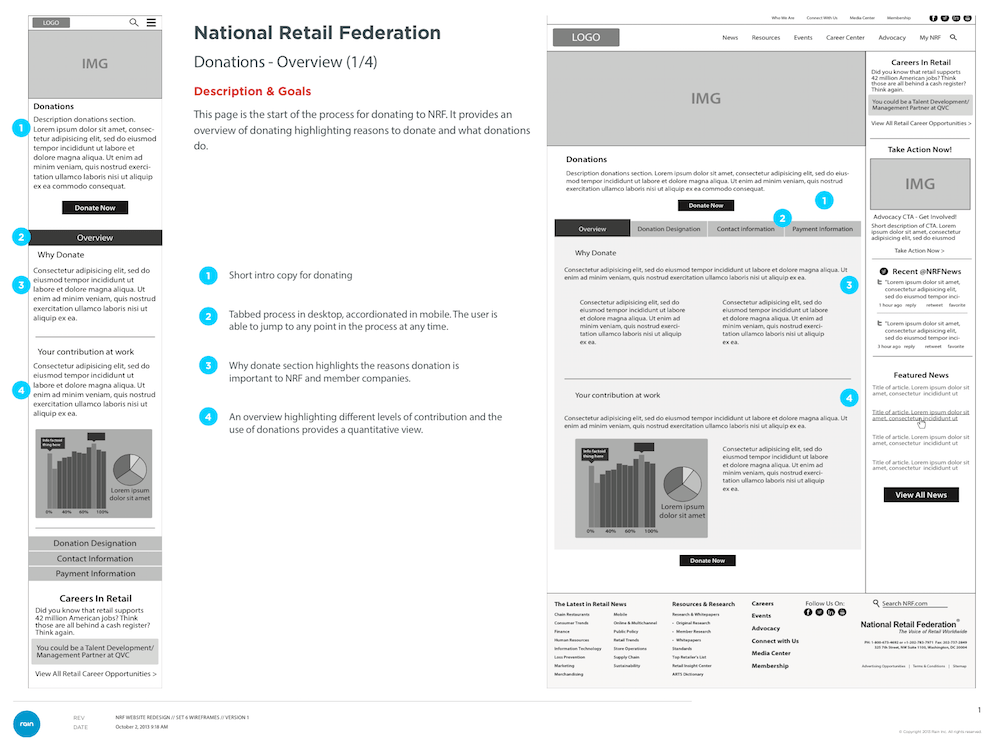 LOGO
IMG
Donations
Description donations section.
Lorem ipsum dolor sit amet, consec-
tetur adipisicing elit, sed do eiusmod
tempor incididunt ut labore et
dolore magna aliqua. Ut enim ad
minim veniam, quis nostrud exerci-
tation ullamco laboris nisi ut aliquip
ex ea commodo consequat.
1
Donate Now
2
Overview
Why Donate
3
Consectetur adipisicing elit, sed do
eiusmod tempor incididunt ut labore
et dolore magna aliqua. Ut
enim ad minim veniam, quis nostrud
exercitation ullamco laboris nisi ut
aliquip ex ea.
Your contribution at work
4
Consectetur adipisicing elit, sed do
eiusmod tempor incididunt ut
labore et dolore magna aliqua. Ut
enim ad minim veniam, quis nostrud
exercitation ullamco laboris nisi ut
aliquip ex ea.
Info factoid
thing here
Lorem ipsum
dolor sit amet
0% 40% 60% 100%
Donation Designation
Contact Information
Payment Information
Careers In Retail
Did you know that retail supports
42 million American jobs? Think
those are all behind a cash register?
Think again.
You could be a Talent Development/
Management Partner at QVC
View All Retail Career Opportunities >
National Retail Federation
Donations - Overview (1/4)
Description & Goals
This page is the start of the process for donating to NRF. It provides an
overview of donating highlighting reasons to donate and what donations
do.
1 Short intro copy for donating
2 Tabbed process in desktop, accordionated in mobile. The user is
able to jump to any point in the process at any time.
3 Why donate section highlights the reasons donation is
important to NRF and member companies.
4 An overview highlighting different levels of contribution and the
use of donations provides a quantitative view.
Who We Are Connect With Us Media Center Membership
LOGO
News Resources Events Career Center Advocacy My NRF
IMG
Donations
Description donations section. Lorem ipsum dolor sit amet, consectetur adipisicing elit, sed do eius-
mod tempor incididunt ut labore et dolore magna aliqua. Ut enim ad minim veniam, quis nostrud
exercitation ullamco laboris nisi ut aliquip ex ea commodo consequat.
1
Donate Now
2
Overview Donation Designation Contact information Payment Information
Why Donate
Consectetur adipisicing elit, sed do eiusmod tempor incididunt ut labore et dolore magna aliqua. Ut
enim ad minim veniam, quis nostrud exercitation ullamco laboris nisi ut aliquip ex ea.
3
Consectetur adipisicing elit, sed do
eiusmod tempor incididunt ut labore
et dolore magna aliqua. Ut enim ad
minim veniam, quis nostrud exerci-
tation ullamco laboris nisi ut aliquip
ex ea.
Consectetur adipisicing elit, sed do
eiusmod tempor incididunt ut labore
et dolore magna aliqua. Ut enim ad
minim veniam, quis nostrud exerci-
tation ullamco laboris nisi ut aliquip
ex ea.
Your contribution at work
4
Consectetur adipisicing elit, sed do eiusmod tempor incididunt ut labore et dolore magna aliqua. Ut
enim ad minim veniam, quis nostrud exercitation ullamco laboris nisi ut aliquip ex ea.
Info factoid
thing here
Lorem ipsum
dolor sit amet
0% 40% 60% 100%
Consectetur adipisicing elit, sed do
eiusmod tempor incididunt ut labore
et dolore magna aliqua. Ut enim ad
minim veniam, quis nostrud exerci-
tation ullamco laboris nisi ut aliquip
ex ea.
Donate Now
Careers In Retail
Did you know that retail supports
42 million American jobs? Think
those are all behind a cash register?
Think again.
You could be a Talent Development/
Management Partner at QVC
View All Retail Career Opportunities >
Take Action Now!
IMG
Advocacy CTA - Get Involved!
Short description of CTA. Lorem
ipsum dolor sit amet, consectetur
adipisicing elit, sed do eiusmod
Take Action Now >
Recent @NRFNews
"Lorem ipsum dolor sit amet,
consectetur adipisicing elit,
sed do eiusmod tempor inci-
1 hour ago reply retweet favorite
"Lorem ipsum dolor sit amet,
consectetur adipisicing elit,
sed do eiusmod tempor inci-
3 hour ago reply retweet favorite
Featured News
Title of article. Lorem ipsum dolor sit
amet, consectetur incididunt ut
Title of article. Lorem ipsum dolor sit
amet, consectetur incididunt ut
Title of article. Lorem ipsum dolor sit
amet, consectetur incididunt ut
Title of article. Lorem ipsum dolor sit
amet, consectetur incididunt ut
View All News
The Latest in Retail News
Chain Restaurants
Consumer Trends
Finance
Human Resources
Information Technology
Loss Prevention
Marketing
Merchandising
Mobile
Online & Multichannel
Public Policy
Retail Trends
Store Operations
Supply Chain
Sustainability
Resources & Research
Research & Whitepapers
- Original Research
- Member Research
- Whitepapers
Standards
Top Retailer's List
Retail Insight Center
ARTS Dictionary
Careers
Events
Advocacy
Connect with Us
Media Center
Membership
Follow Us On:
Search NRF.com
National Retail Federation®
The Voice of Retail Worldwide
325 7th Street, NW Suite 1100, Washington, DC 20004
Advertising Opportunities | Terms & Conditions | Sitemap
rain
REV NRF WEBSITE REDESIGN // SET 6 WIREFRAMES // VERSION 1
DATE October 2, 2013 9:18 AM
1